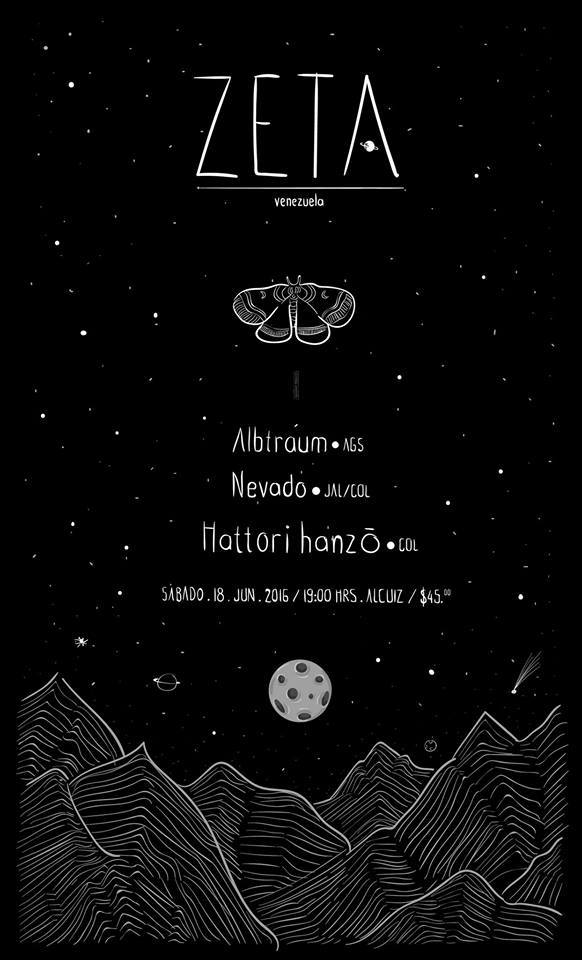 ZETA
venezuela
Albtraum • AGS
Nevado • JAL/COL
Hattori hanzō • COL
SÁBADO . 18 . JUN . 2016 / 19:00 HRS . ALCUIZ / $45.00